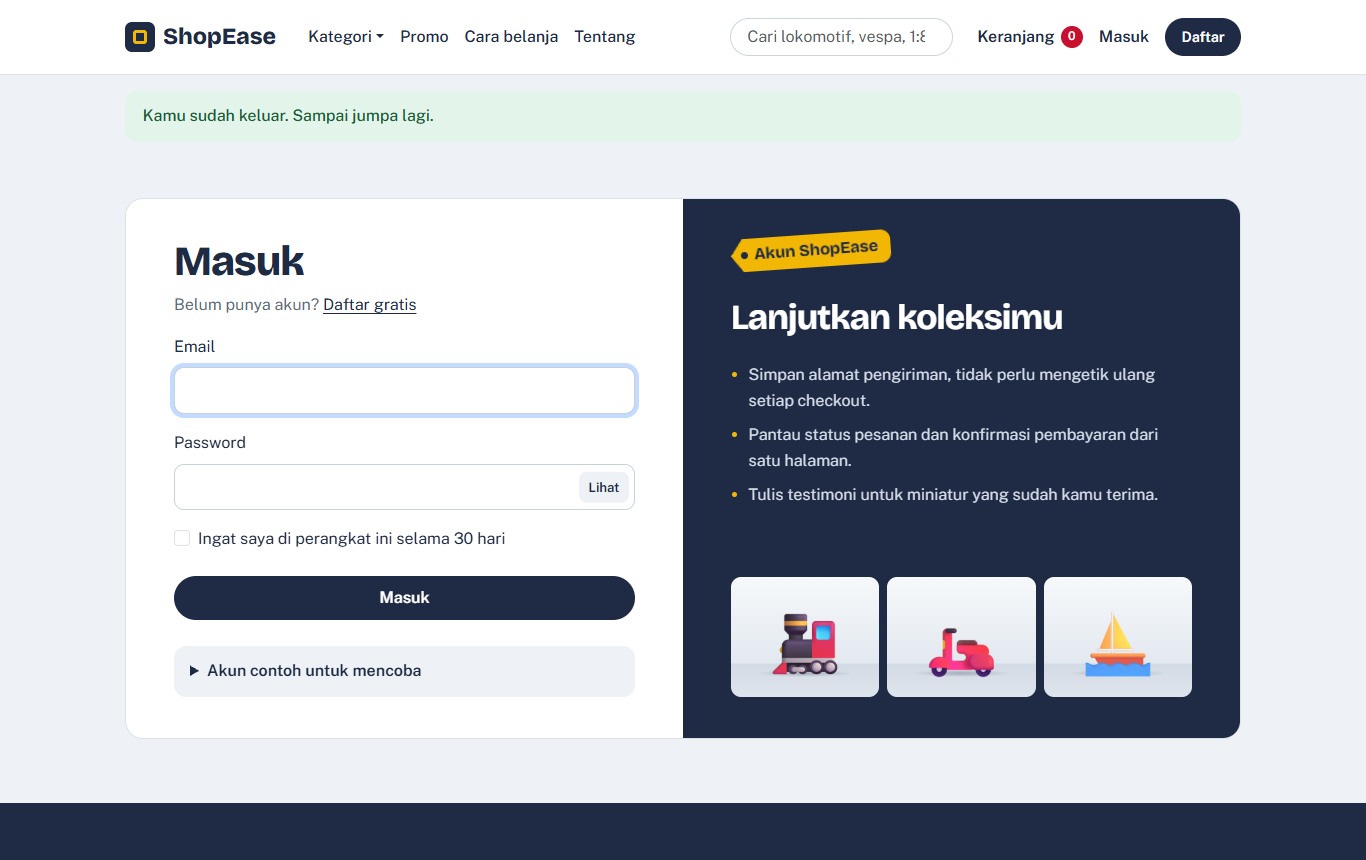 ShopEase
Kategori
Promo
Cara belanja
Tentang
Cari lokomotif, vespa, 1:8
Keranjang 0
Masuk
Daftar
Kamu sudah keluar. Sampai jumpa lagi.
Masuk
Belum punya akun? Daftar gratis
Email
Password
Lihat
Ingat saya di perangkat ini selama 30 hari
Masuk
Akun contoh untuk mencoba
Akun ShopEase
Lanjutkan koleksimu
Simpan alamat pengiriman, tidak perlu mengetik ulang
setiap checkout.
Pantau status pesanan dan konfirmasi pembayaran dari
satu halaman.
Tulis testimoni untuk miniatur yang sudah kamu terima.